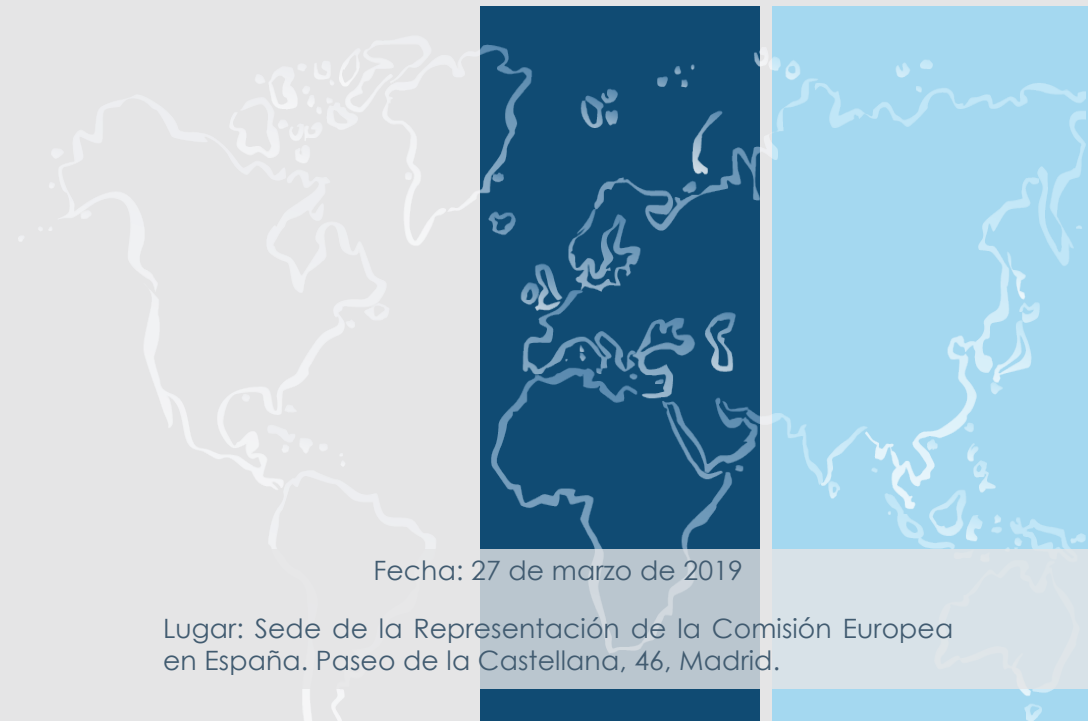 Fecha: 27 de marzo de 2019
Lugar: Sede de la Representación de la Comisión Europea
en España. Paseo de la Castellana, 46, Madrid.